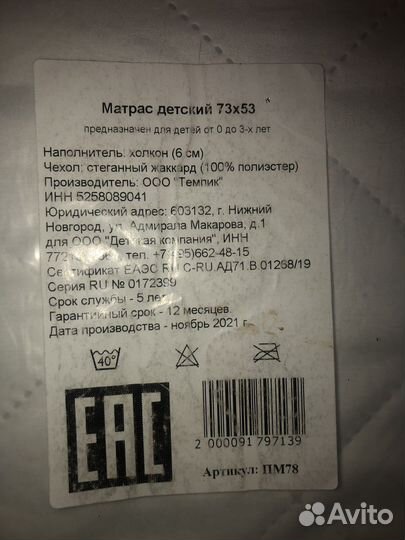 Матрас детский 73х53
предназначен для детей от 0 до 3-х лет
Наполнитель: холкон (6 см)
Чехол: стеганный жаккард (100% полиэстер)
Производитель: ООО "Темпик"
ИНН 5258089041
Юридический адрес: 603132, г. Нижний
Новгород, ул. Адмирала Макарова, д.1
для ООО "Детская компания", ИНН
тел. +7(495)662-48-15
Сертификат ЕАЭС RU С-RU.АД71.В.01268/19
Серия RU № 0172399
Срок службы - 5 лет
Гарантийный срок - 12 месяцев.
Дата производства - ноябрь 2021 г.
40°
EAC
2 000091 797139
Артикул: ПМ78
Avito